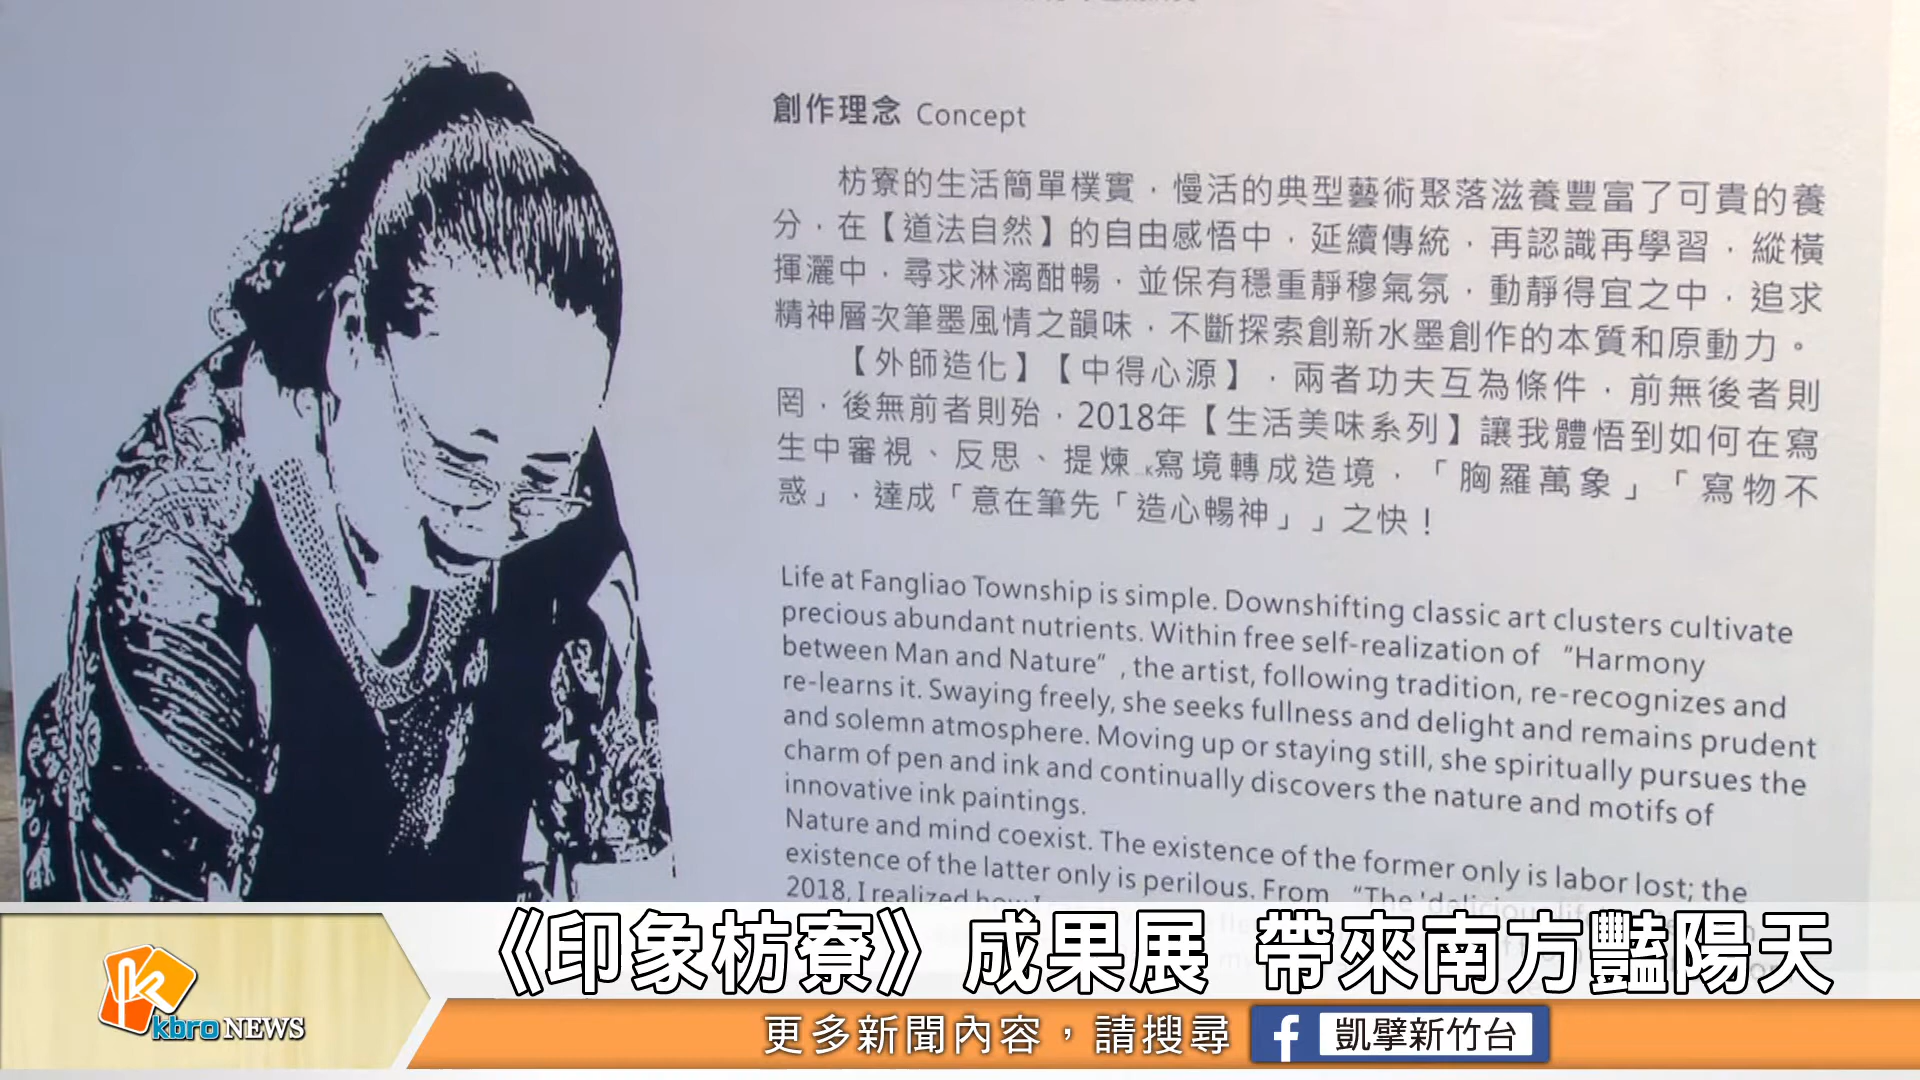 創作理念 Concept
枋寮的生活簡單樸實，慢活的典型藝術聚落滋養豐富了可貴的養
分，在【道法自然】的自由感悟中，延續傳統，再認識再學習，縱橫
揮灑中，尋求淋漓酣暢，並保有穩重靜穆氣氛，動靜得宜之中，追求
精神層次筆墨風情之韻味，不斷探索創新水墨創作的本質和原動力。
【外師造化】【中得心源】，兩者功夫互為條件，前無後者則
罔，後無前者則殆，2018年【生活美味系列】讓我體悟到如何在寫
生中審視、反思、提煉 寫境轉成造境，「胸羅萬象」「寫物不
惑」，達成「意在筆先「造心暢神」」之快！
Life at Fangliao Township is simple. Downshifting classic art clusters cultivate
precious abundant nutrients. Within free self-realization of “Harmony
between Man and Nature”, the artist, following tradition, re-recognizes and
re-learns it. Swaying freely, she seeks fullness and delight and remains prudent
and solemn atmosphere. Moving up or staying still, she spiritually pursues the
charm of pen and ink and continually discovers the nature and motifs of
innovative ink paintings.
Nature and mind coexist. The existence of the former only is labor lost; the
existence of the latter only is perilous. From “The 'delicious
2018, I realized how
《印象枋寮》成果展 帶來南方豔陽天
kbro NEWS
更多新聞內容，請搜尋 f 凱擘新竹台